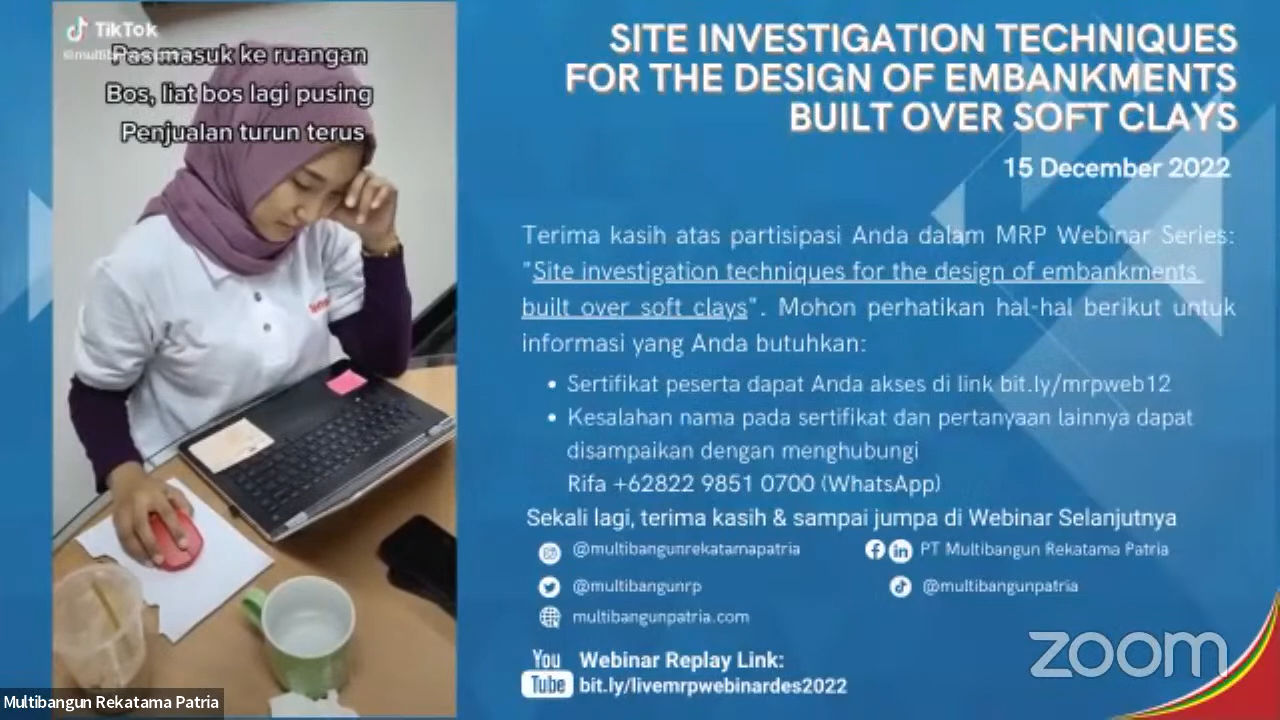 TikTok
Pas masuk ke ruangan
Bos, liat bos lagi pusing
Penjualan turun terus
SITE INVESTIGATION TECHNIQUES
FOR THE DESIGN OF EMBANKMENTS
BUILT OVER SOFT CLAYS
15 December 2022
Terima kasih atas partisipasi Anda dalam MRP Webinar Series:
"Site investigation techniques for the design of embankments
built over soft clays". Mohon perhatikan hal-hal berikut untuk
informasi yang Anda butuhkan:
• Sertifikat peserta dapat Anda akses di link bit.ly/mrpweb12
• Kesalahan nama pada sertifikat dan pertanyaan lainnya dapat
disampaikan dengan menghubungi
Rifa +62822 9851 0700 (WhatsApp)
Sekali lagi, terima kasih & sampai jumpa di Webinar Selanjutnya
@multibangunrekatamapatria
PT Multibangun Rekatama Patria
@multibangunrp
@multibangunpatria
multibangunpatria.com
You
Tube
Webinar Replay Link:
bit.ly/livemrpwebinardes2022
zoom
Multibangun Rekatama Patria